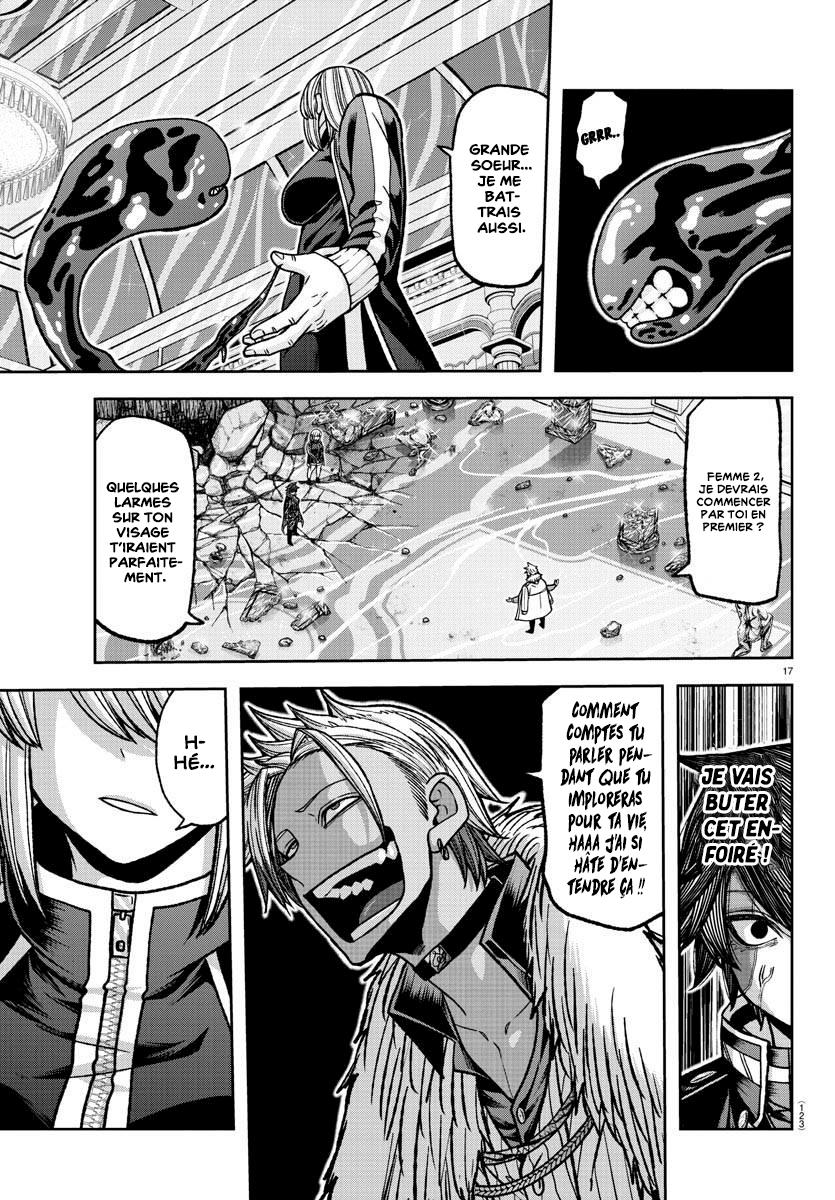 GRRR..
GRANDE
SOEUR...
JE ME
BAT-
TRAIS
AUSSI.
FEMME 2,
JE DEVRAIS
COMMENCER
PAR TOI EN
PREMIER ?
QUELQUES
LARMES
SUR TON
VISAGE
T'IRAIENT
PARFAITE-
MENT.
17
JE VAIS
BUTER
CET EN-
FOIRÉ !
COMMENT
COMPTES TU
PARLER PEN-
DANT QUE TU
IMPLORERAS
POUR TA VIE,
HAAA J'AI SI
HÂTE D'EN-
TENDRE ÇA !!
H-
HÉ...
(123)